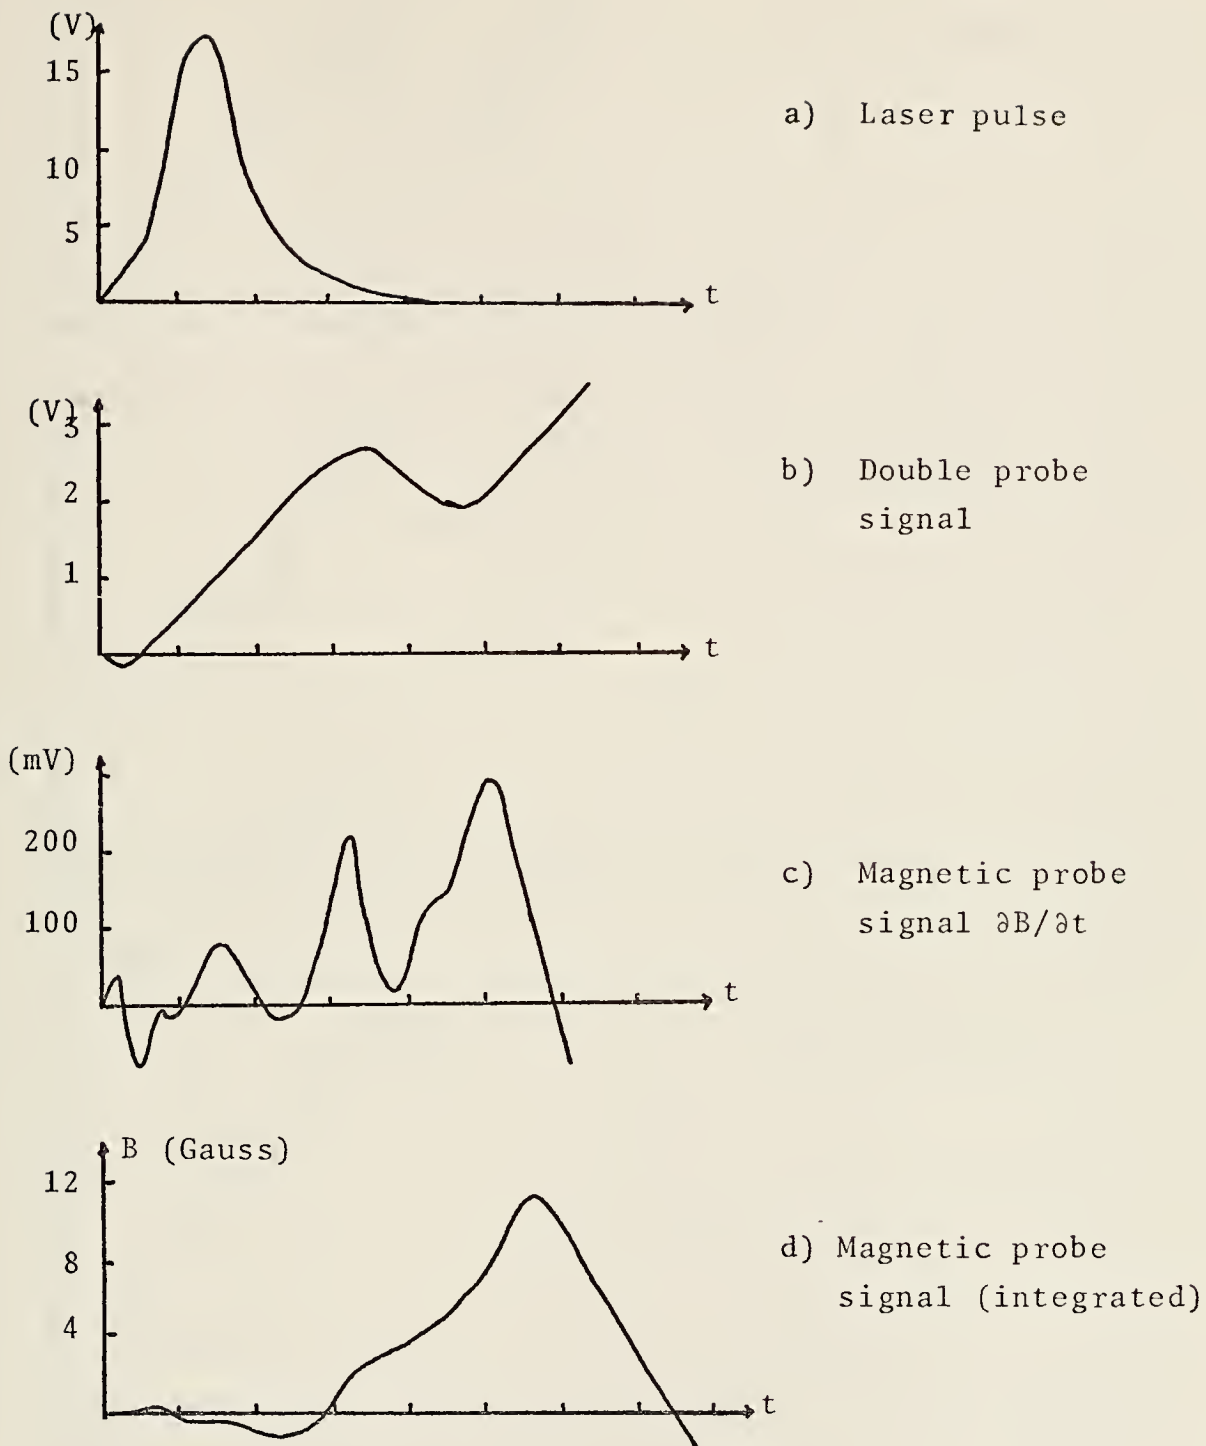 (V)
15
10
5
t
a) Laser pulse
(V)
3
2
1
t
b) Double probe
signal
(mV)
200
100
t
c) Magnetic probe
signal ∂B/∂t
B (Gauss)
12
8
4
t
d) Magnetic probe
signal (integrated)